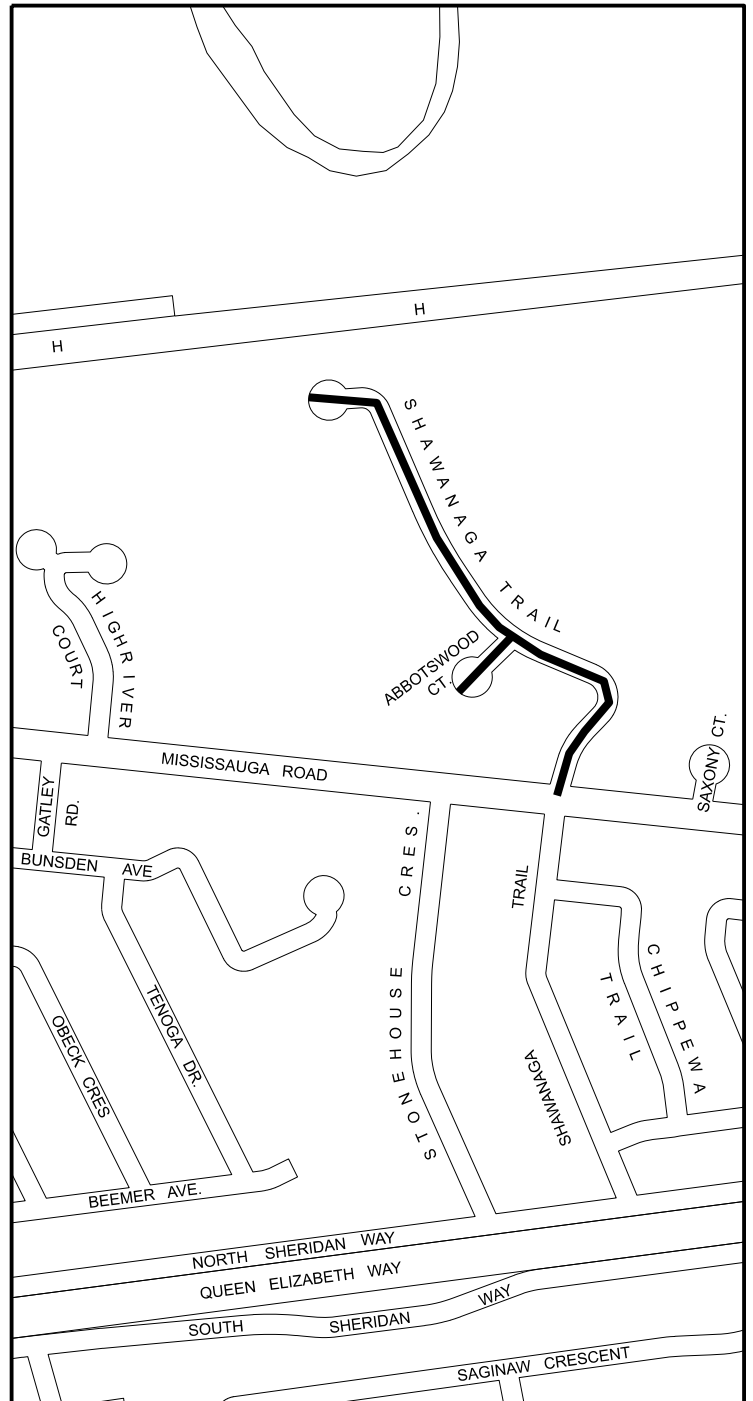 H
H
SHAWANAGA TRAIL
HIGHRIVER
COURT
ABBOTSWOOD
CT.
SAXONY CT.
MISSISSAUGA ROAD
GATLEY
RD.
BUNSDEN AVE
STONEHOUSE CRES.
TRAIL
SHAWANAGA
CHIPPEWA
TRAIL
TENOGA DR.
OBECK CRES
BEEMER AVE.
NORTH SHERIDAN WAY
QUEEN ELIZABETH WAY
SOUTH SHERIDAN WAY
SAGINAW CRESCENT